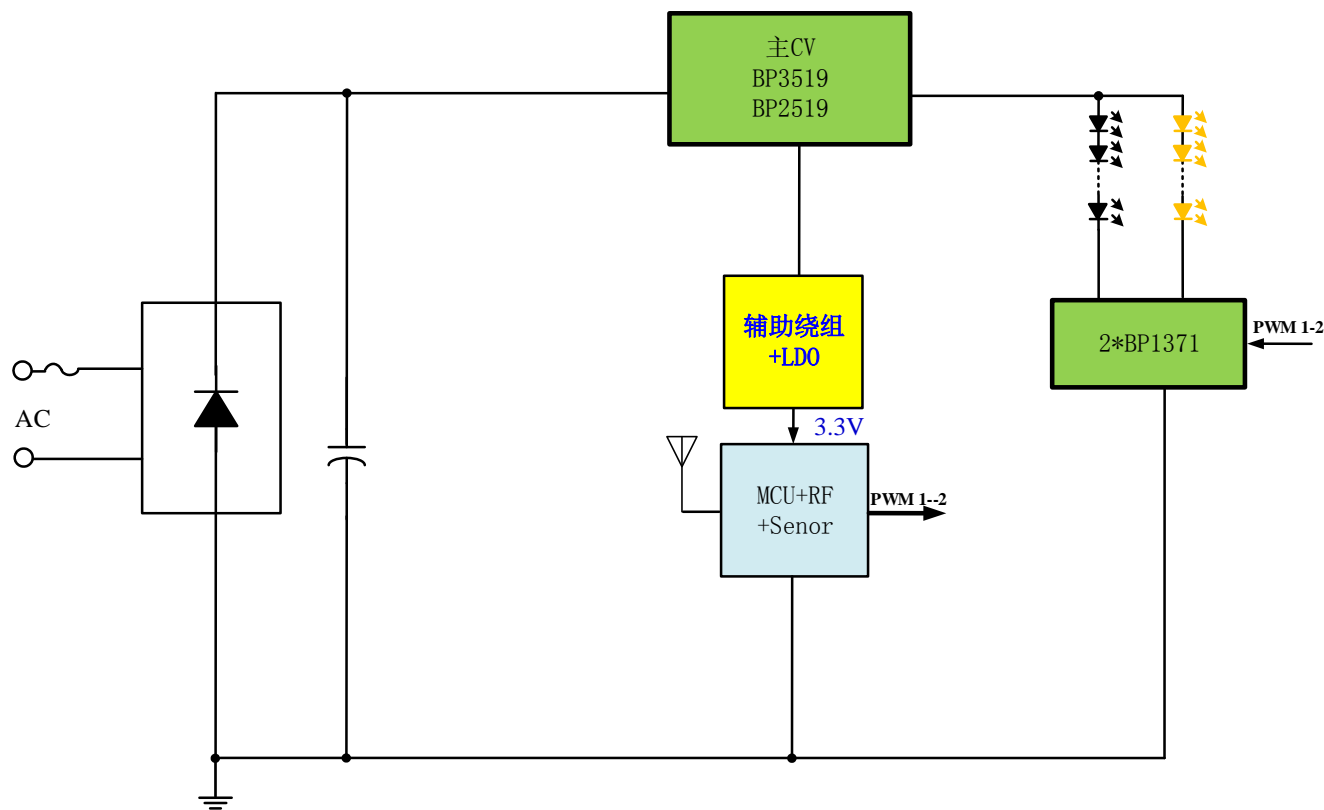 主CV
BP3519
BP2519
辅助绕组
+LDO
2*BP1371
PWM 1-2
AC
3.3V
MCU+RF
+Senor
PWM 1--2